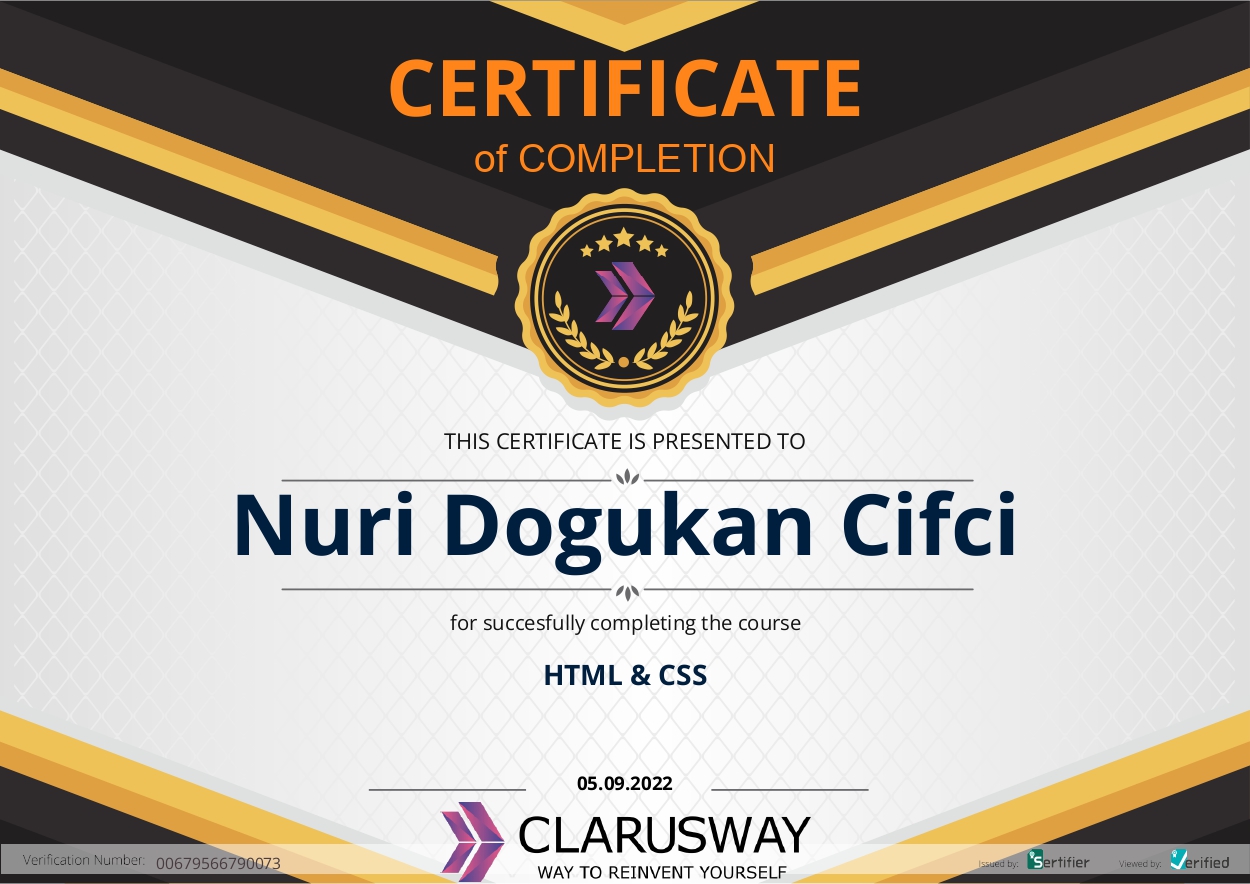 CERTIFICATE
of COMPLETION
THIS CERTIFICATE IS PRESENTED TO
Nuri Dogukan Cifci
for succesfully completing the course
HTML & CSS
05.09.2022
CLARUSWAY
WAY TO REINVENT YOURSELF
Verification Number: 00679566790073
Issued by: Sertifier Viewed by: Verified